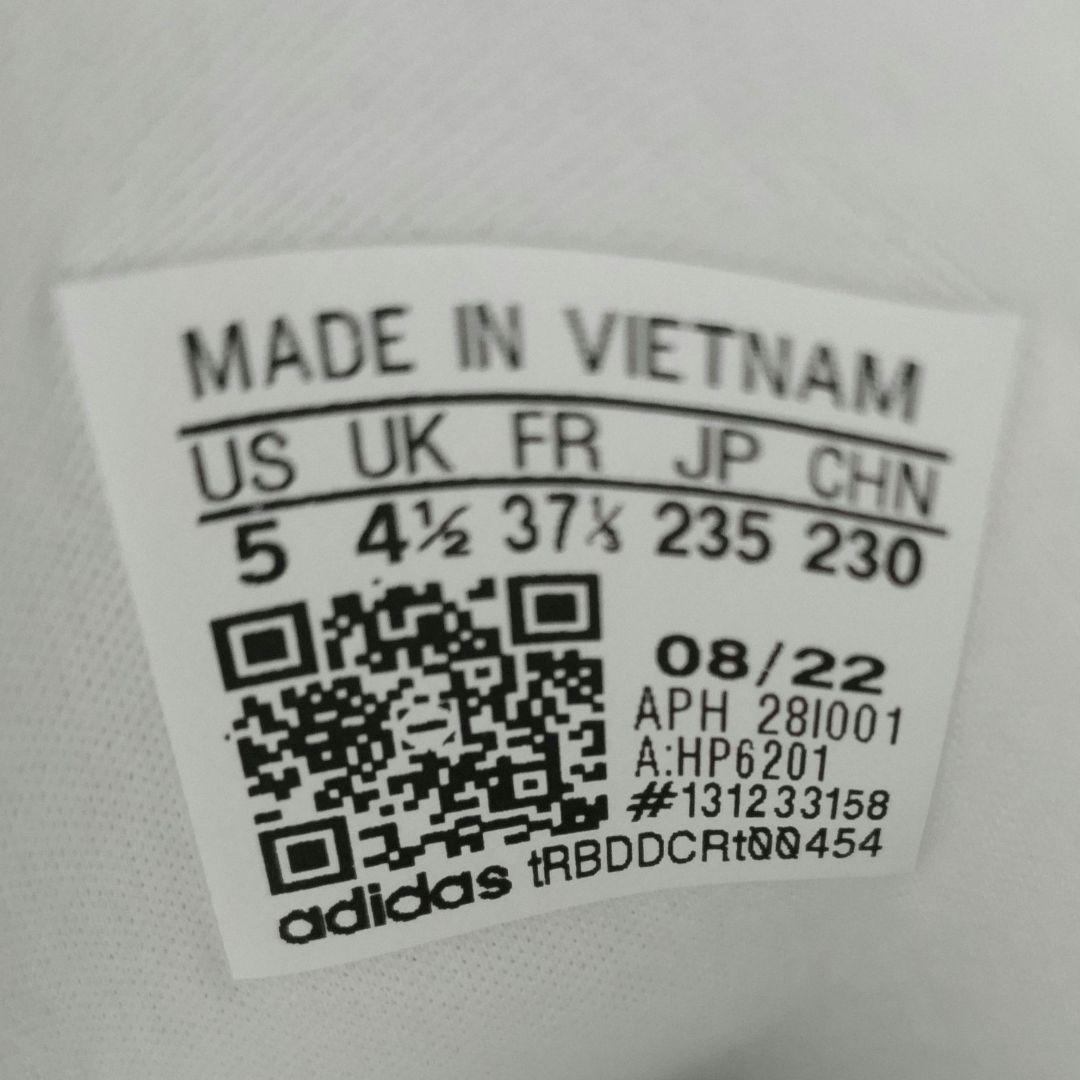 MADE IN VIETNAM
US UK FR JP CHN
5 4½ 37⅓ 235 230
08/22
APH 28I001
A:HP6201
#131233158
adidas tRBDDCRt00454